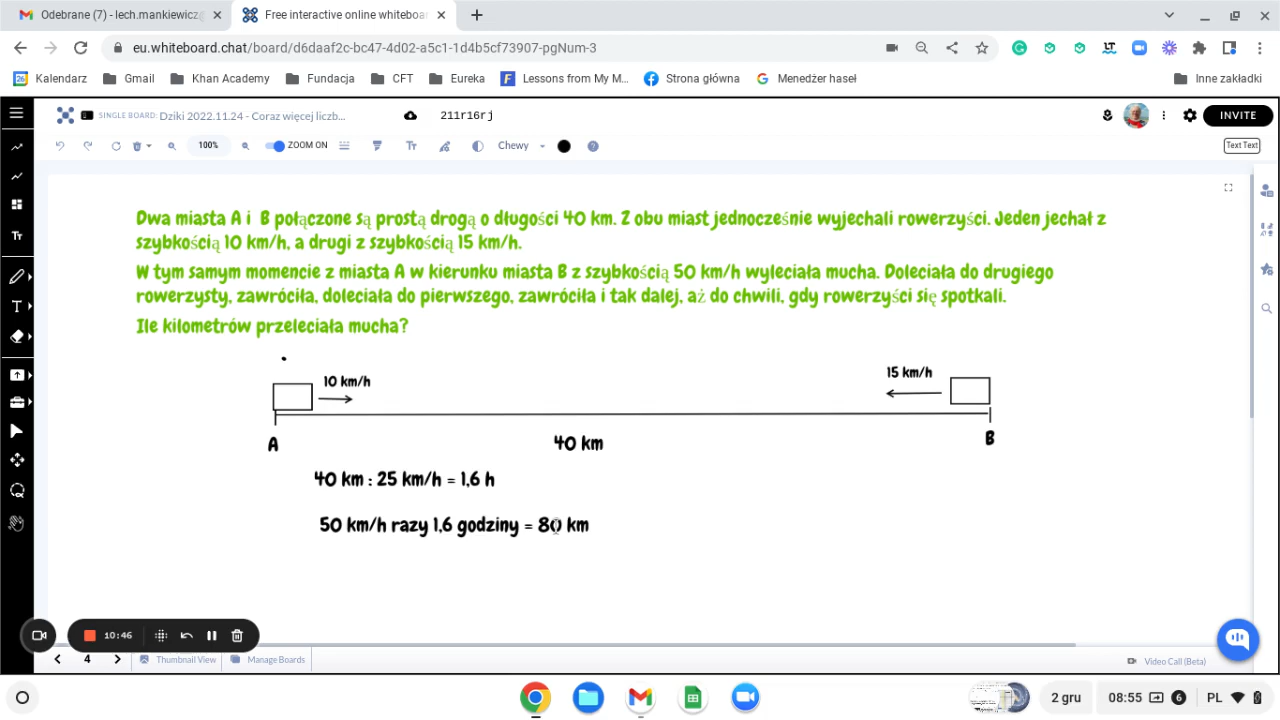 Odebrane (7) - lech.mankiewicz@
Free interactive online whiteboar
eu.whiteboard.chat/board/d6daaf2c-bc47-4d02-a5c1-1d4b5cf73907-pgNum-3
Kalendarz Gmail Khan Academy Fundacja CFT Eureka Lessons from My M... Strona główna Menedżer haseł Inne zakładki
SINGLE BOARD: Dziki 2022.11.24 - Coraz więcej liczb... 211r16rj INVITE
100% ZOOM ON Tт Chewy Text Text
Dwa miasta A i B połączone są prostą drogą o długości 40 km. Z obu miast jednocześnie wyjechali rowerzyści. Jeden jechał z
szybkością 10 km/h, a drugi z szybkością 15 km/h.
W tym samym momencie z miasta A w kierunku miasta B z szybkością 50 km/h wyleciała mucha. Doleciała do drugiego
rowerzysty, zawróciła, doleciała do pierwszego, zawróciła i tak dalej, aż do chwili, gdy rowerzyści się spotkali.
Ile kilometrów przeleciała mucha?
10 km/h
15 km/h
A
B
40 km
40 km : 25 km/h = 1,6 h
50 km/h razy 1,6 godziny = 80 km
10:46
4 Thumbnail View Manage Boards Video Call (Beta)
2 gru 08:55 6 PL